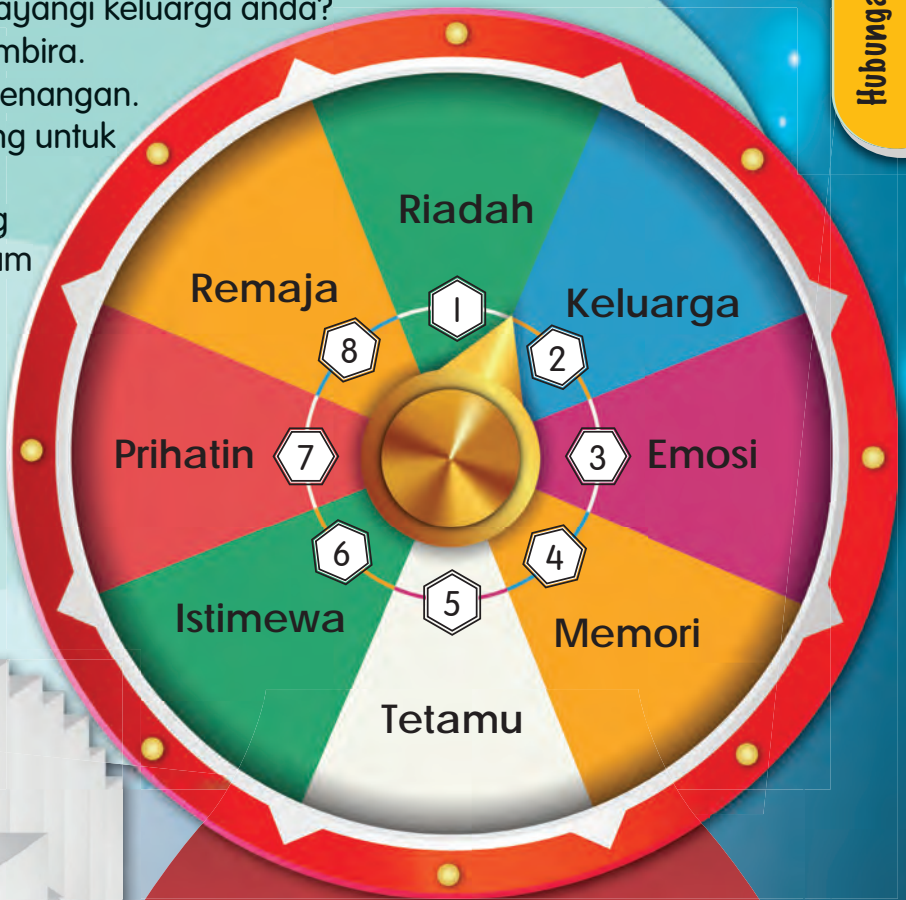 ayangi keluarga anda?
mbira.
enangan.
ng untuk
g
am
Hubunga
Riadah
Keluarga
Emosi
Memori
Tetamu
Istimewa
Prihatin
Remaja
1
2
3
4
5
6
7
8